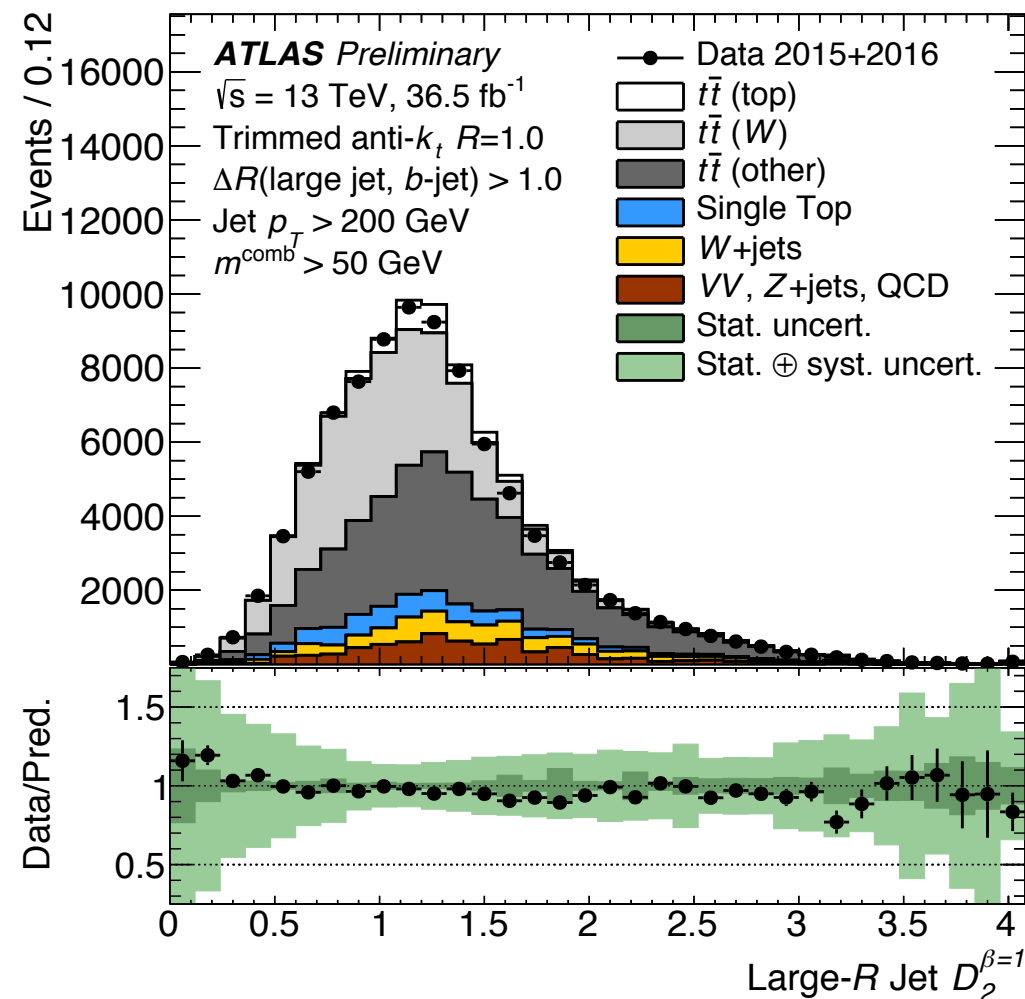 Events / 0.12
16000
14000
12000
10000
8000
6000
4000
2000
ATLAS Preliminary
√s = 13 TeV, 36.5 fb⁻¹
Trimmed anti-kₜ R=1.0
ΔR(large jet, b-jet) > 1.0
Jet p_T > 200 GeV
m^comb > 50 GeV
Data 2015+2016
tt̄ (top)
tt̄ (W)
tt̄ (other)
Single Top
W+jets
VV, Z+jets, QCD
Stat. uncert.
Stat. ⊕ syst. uncert.
Data/Pred.
1.5
1
0.5
0 0.5 1 1.5 2 2.5 3 3.5 4
Large-R Jet D₂^β=1